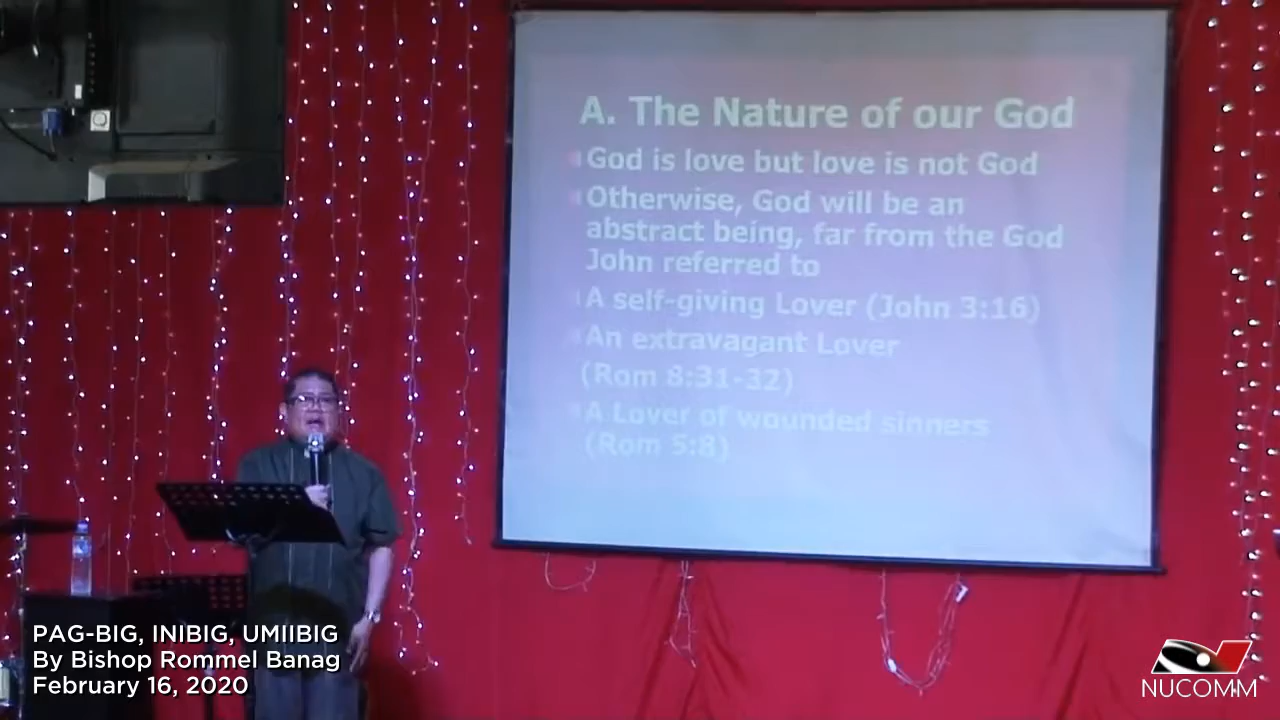 A. The Nature of our God
God is love but love is not God
Otherwise, God will be an
abstract being, far from the God
John referred to
A self-giving Lover (John 3:16)
An extravagant Lover
(Rom 8:31-32)
A Lover of wounded sinners
(Rom 5:8)
PAG-BIG, INIBIG, UMIIBIG
By Bishop Rommel Banag
February 16, 2020
NUCOMM